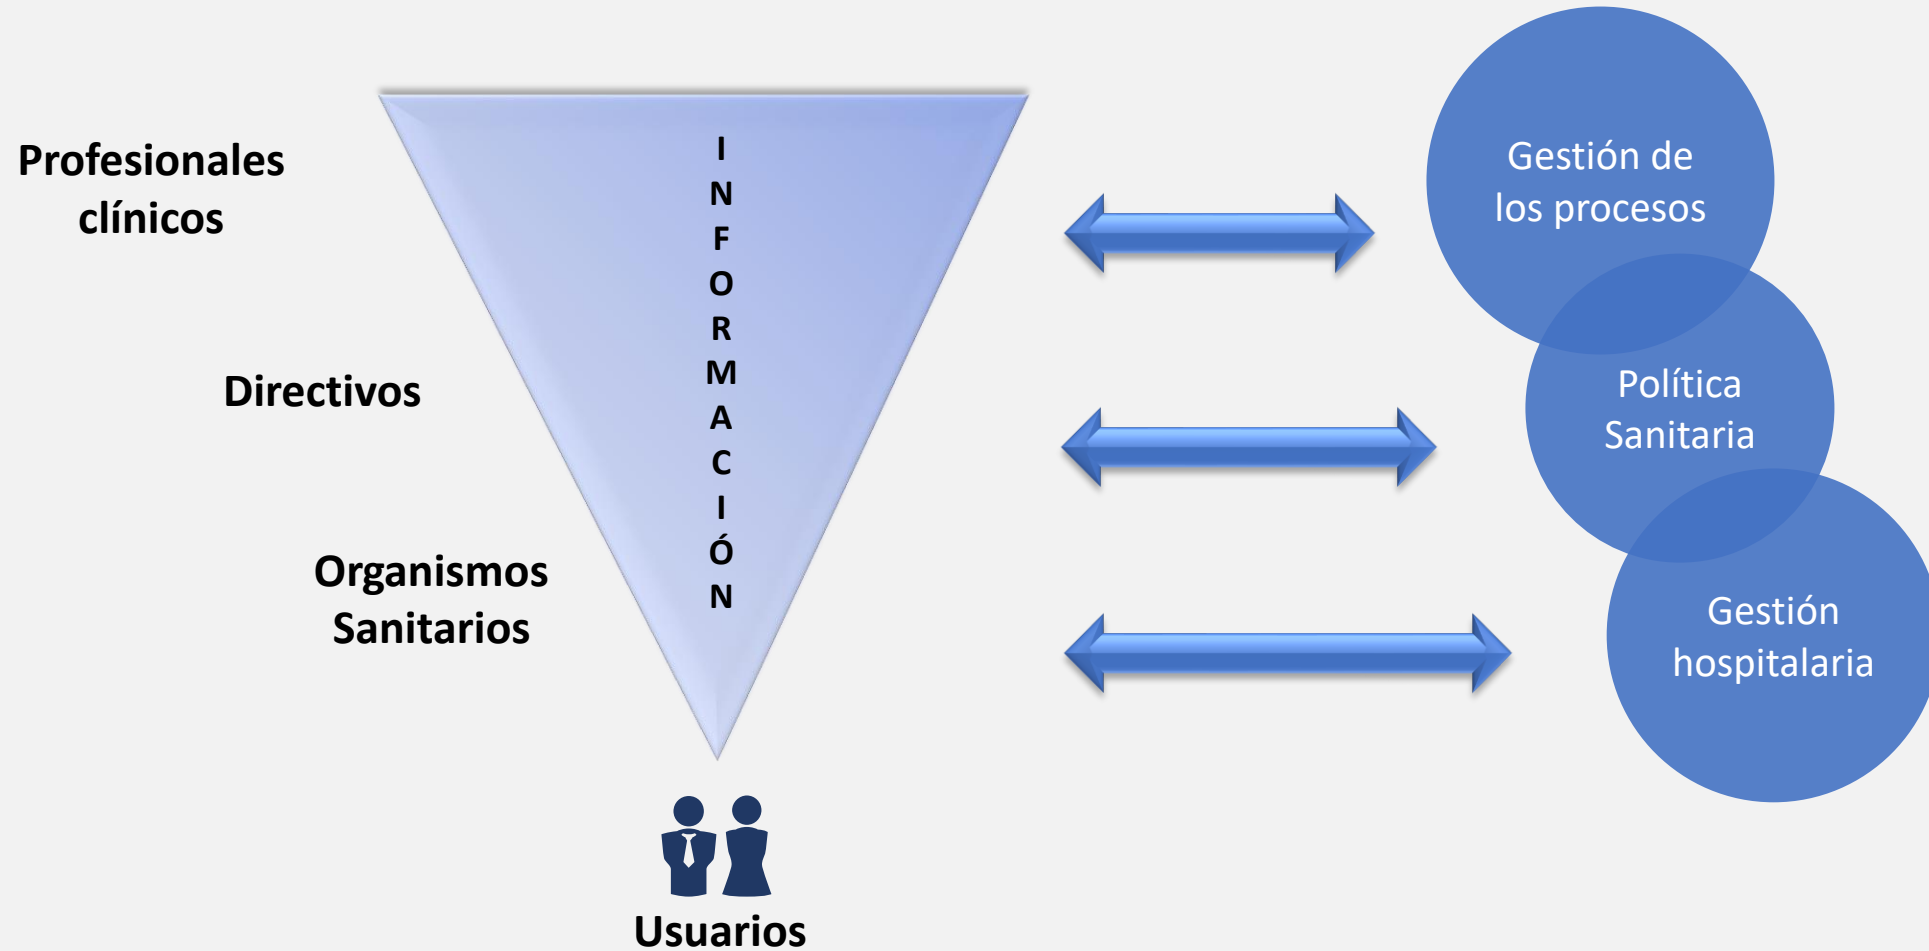 Profesionales
clínicos
Directivos
Organismos
Sanitarios
I
N
F
O
R
M
A
C
I
Ó
N
Usuarios
Gestión de
los procesos
Política
Sanitaria
Gestión
hospitalaria